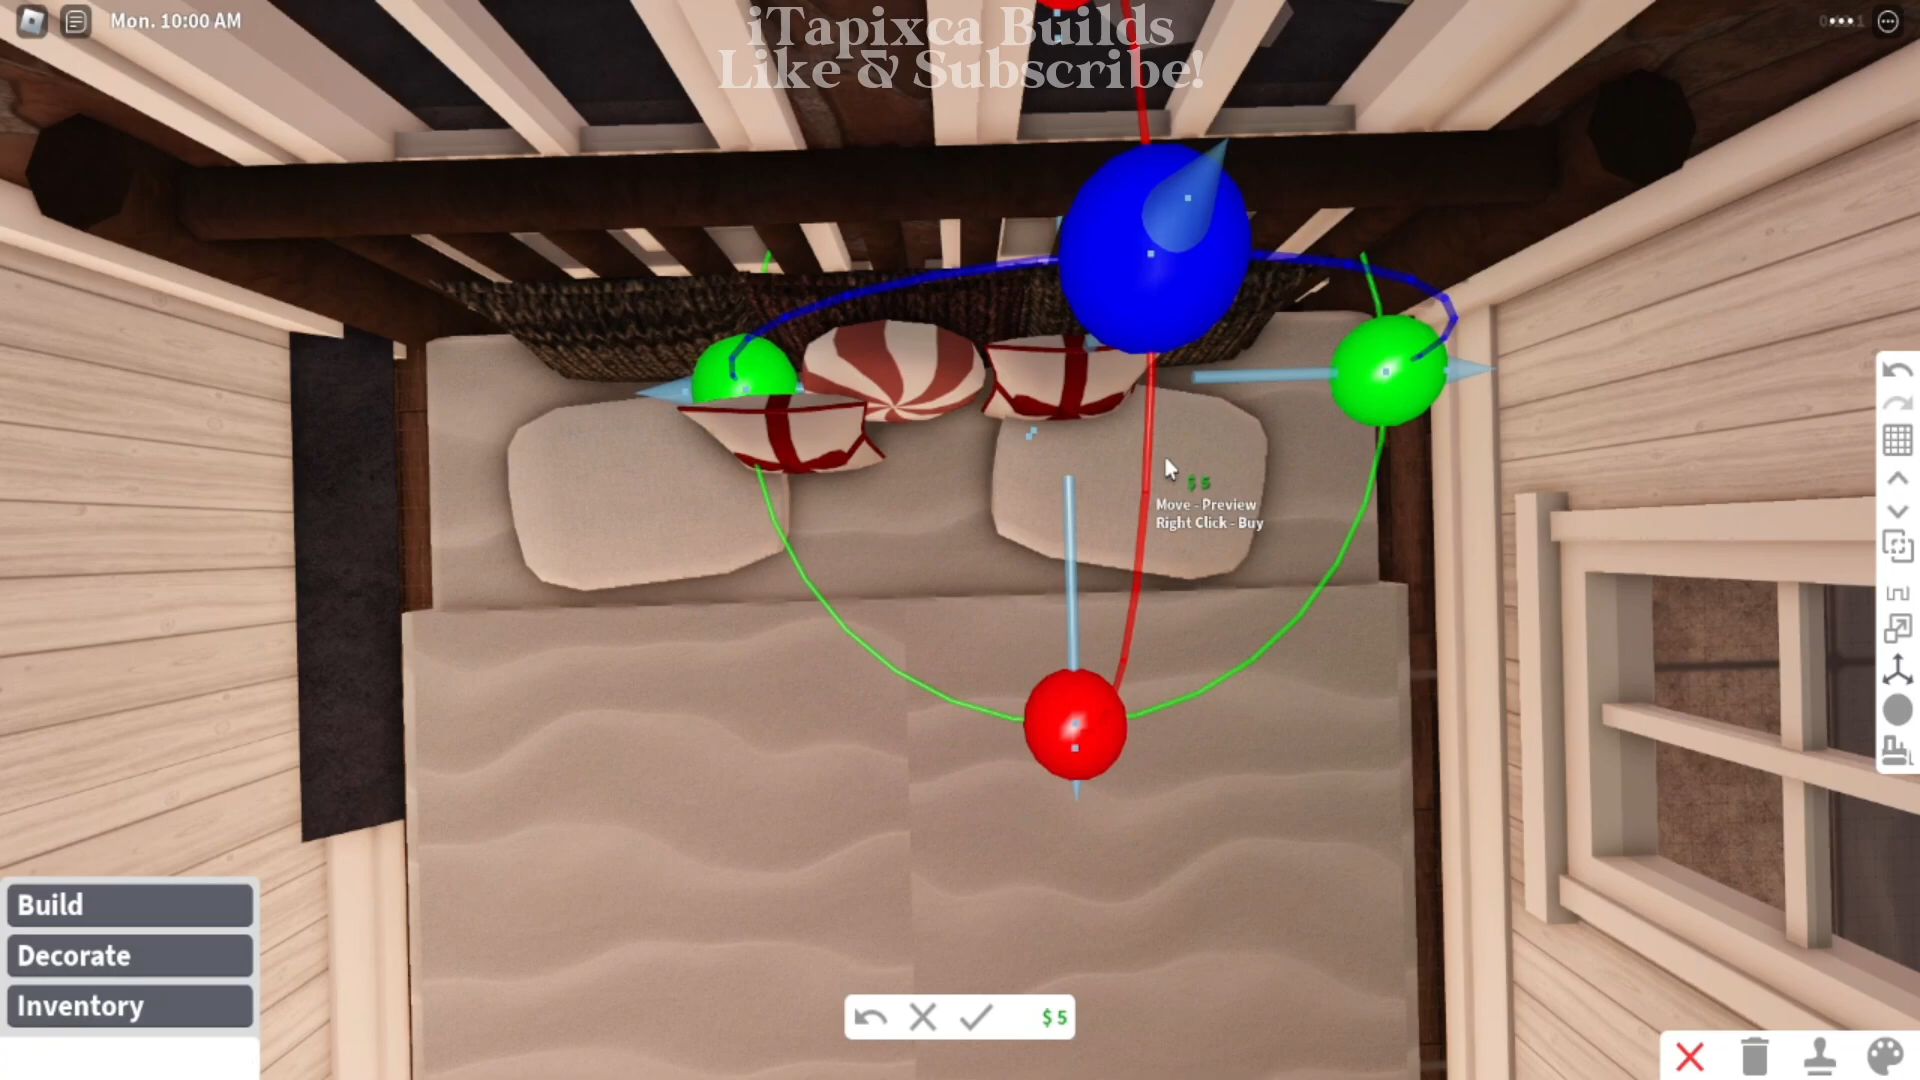 Mon. 10:00 AM
iTapixca Builds
Like & Subscribe!
$ 5
Move - Preview
Right Click - Buy
Build
Decorate
Inventory
$ 5